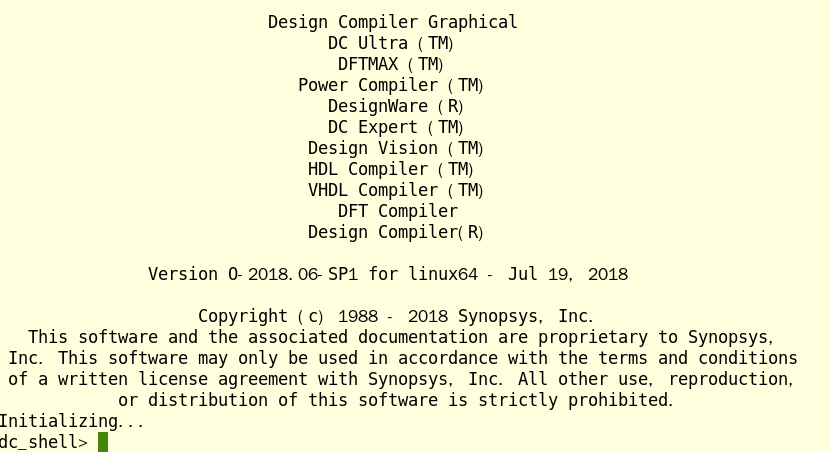 Design Compiler Graphical
DC Ultra (TM)
DFTMAX (TM)
Power Compiler (TM)
DesignWare (R)
DC Expert (TM)
Design Vision (TM)
HDL Compiler (TM)
VHDL Compiler (TM)
DFT Compiler
Design Compiler(R)
Version O-2018.06-SP1 for linux64 - Jul 19, 2018
Copyright (c) 1988 - 2018 Synopsys, Inc.
This software and the associated documentation are proprietary to Synopsys,
Inc. This software may only be used in accordance with the terms and conditions
of a written license agreement with Synopsys, Inc. All other use, reproduction,
or distribution of this software is strictly prohibited.
Initializing...
dc_shell>